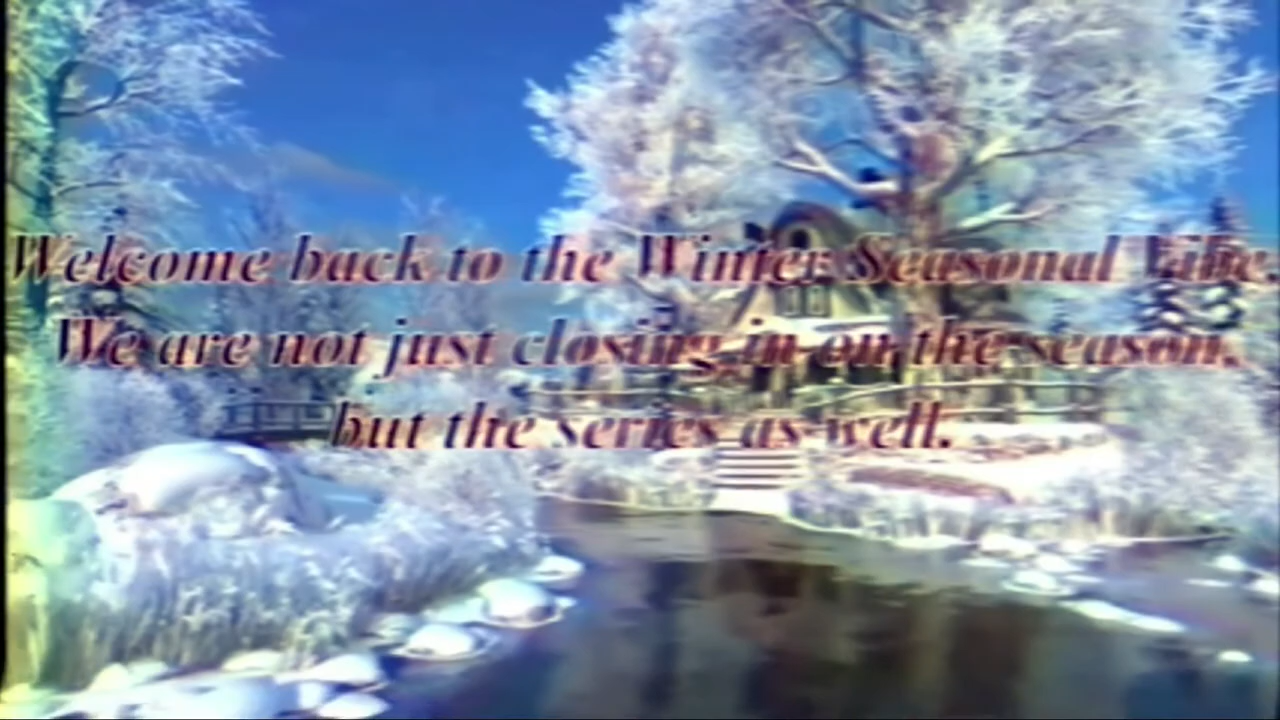 Welcome back to the Winter Seasonal Vibe.
We are not just closing in on the season,
but the series as well.